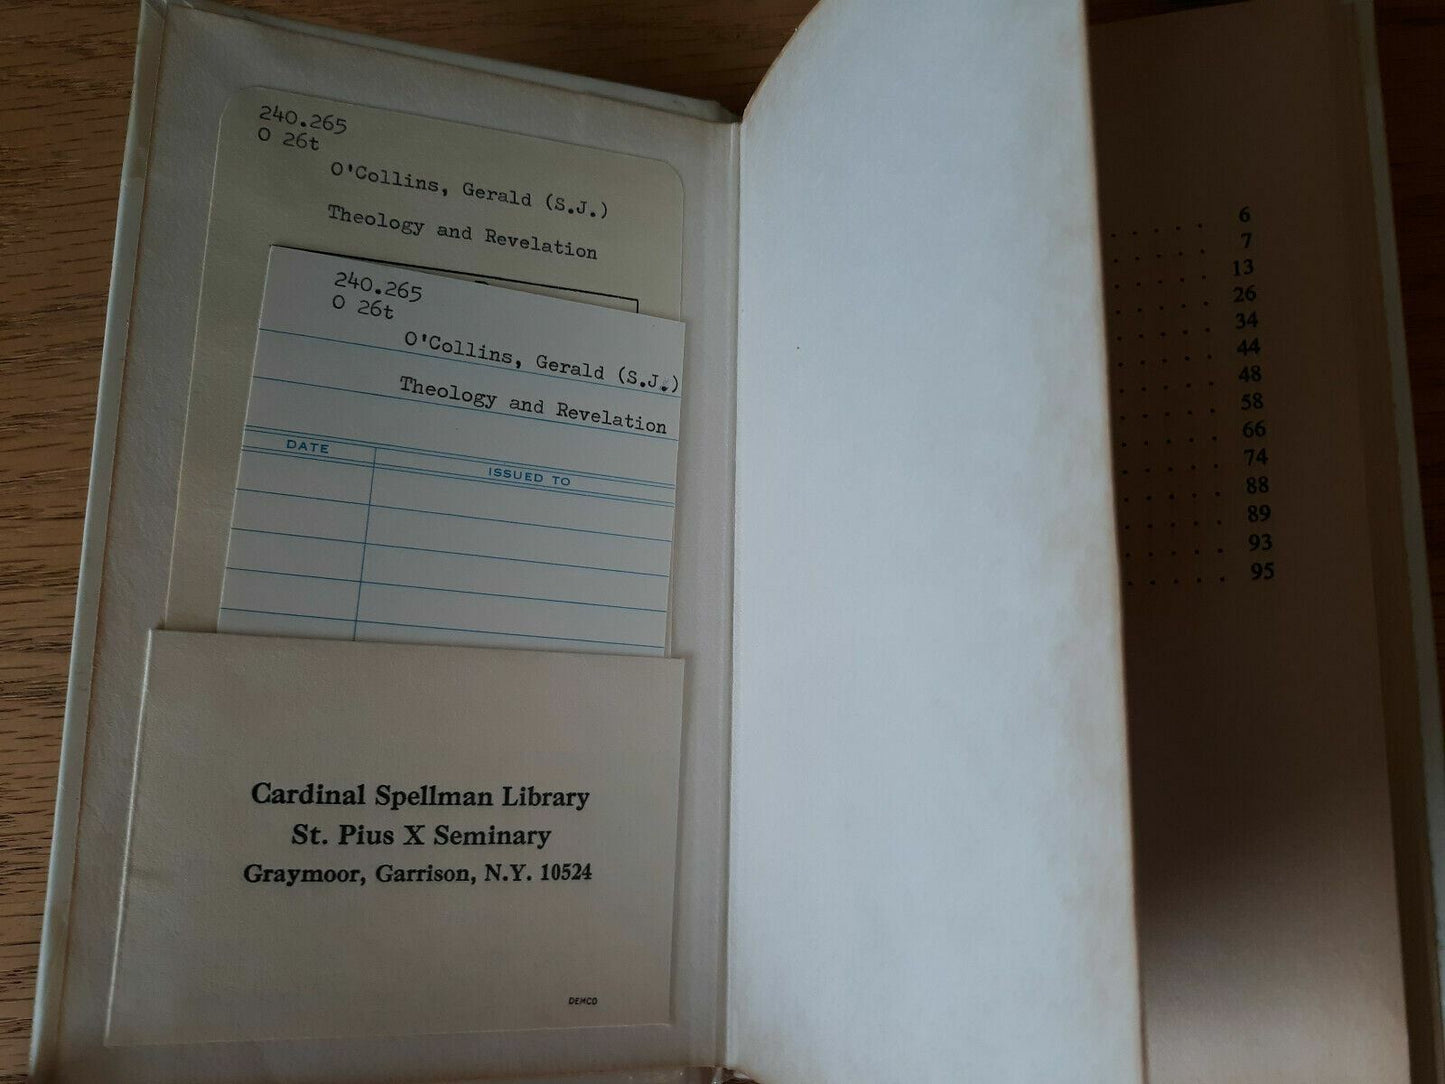 240.265
O 26t
O'Collins, Gerald (S.J.)
Theology and Revelation
240.265
O 26t
O'Collins, Gerald (S.J.)
Theology and Revelation
DATE
ISSUED TO
Cardinal Spellman Library
St. Pius X Seminary
Graymoor, Garrison, N.Y. 10524
DEMCO
. . . . . 6
. . . . . 7
. . . . . 13
. . . . . 26
. . . . . 34
. . . . . 44
. . . . . 48
. . . . . 58
. . . . . 66
. . . . . 74
. . . . . 88
. . . . . 89
. . . . . 93
. . . . . 95